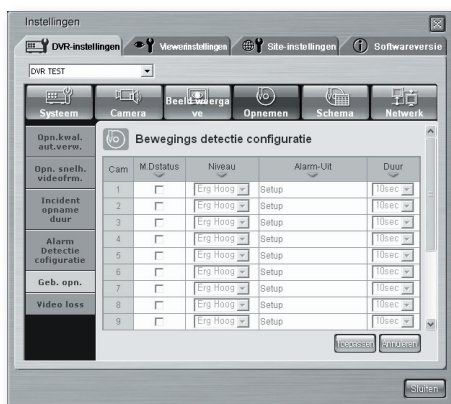 Instellingen
DVR-instellingen Viewerinstellingen Site-instellingen Softwareversie
DVR TEST
Systeem Camera Beeld weergave Opnemen Schema Netwerk
Opn.kwal. aut.verw.
Opn. snelh. videofrm.
Incident opname duur
Alarm Detectie cofiguratie
Geb. opn.
Video loss
Bewegings detectie configuratie
Cam M.Dstatus Niveau Alarm-Uit Duur
1 Erg Hoog Setup 10sec
2 Erg Hoog Setup 10sec
3 Erg Hoog Setup 10sec
4 Erg Hoog Setup 10sec
5 Erg Hoog Setup 10sec
6 Erg Hoog Setup 10sec
7 Erg Hoog Setup 10sec
8 Erg Hoog Setup 10sec
9 Erg Hoog Setup 10sec
Toepassen Annuleren
Sluiten